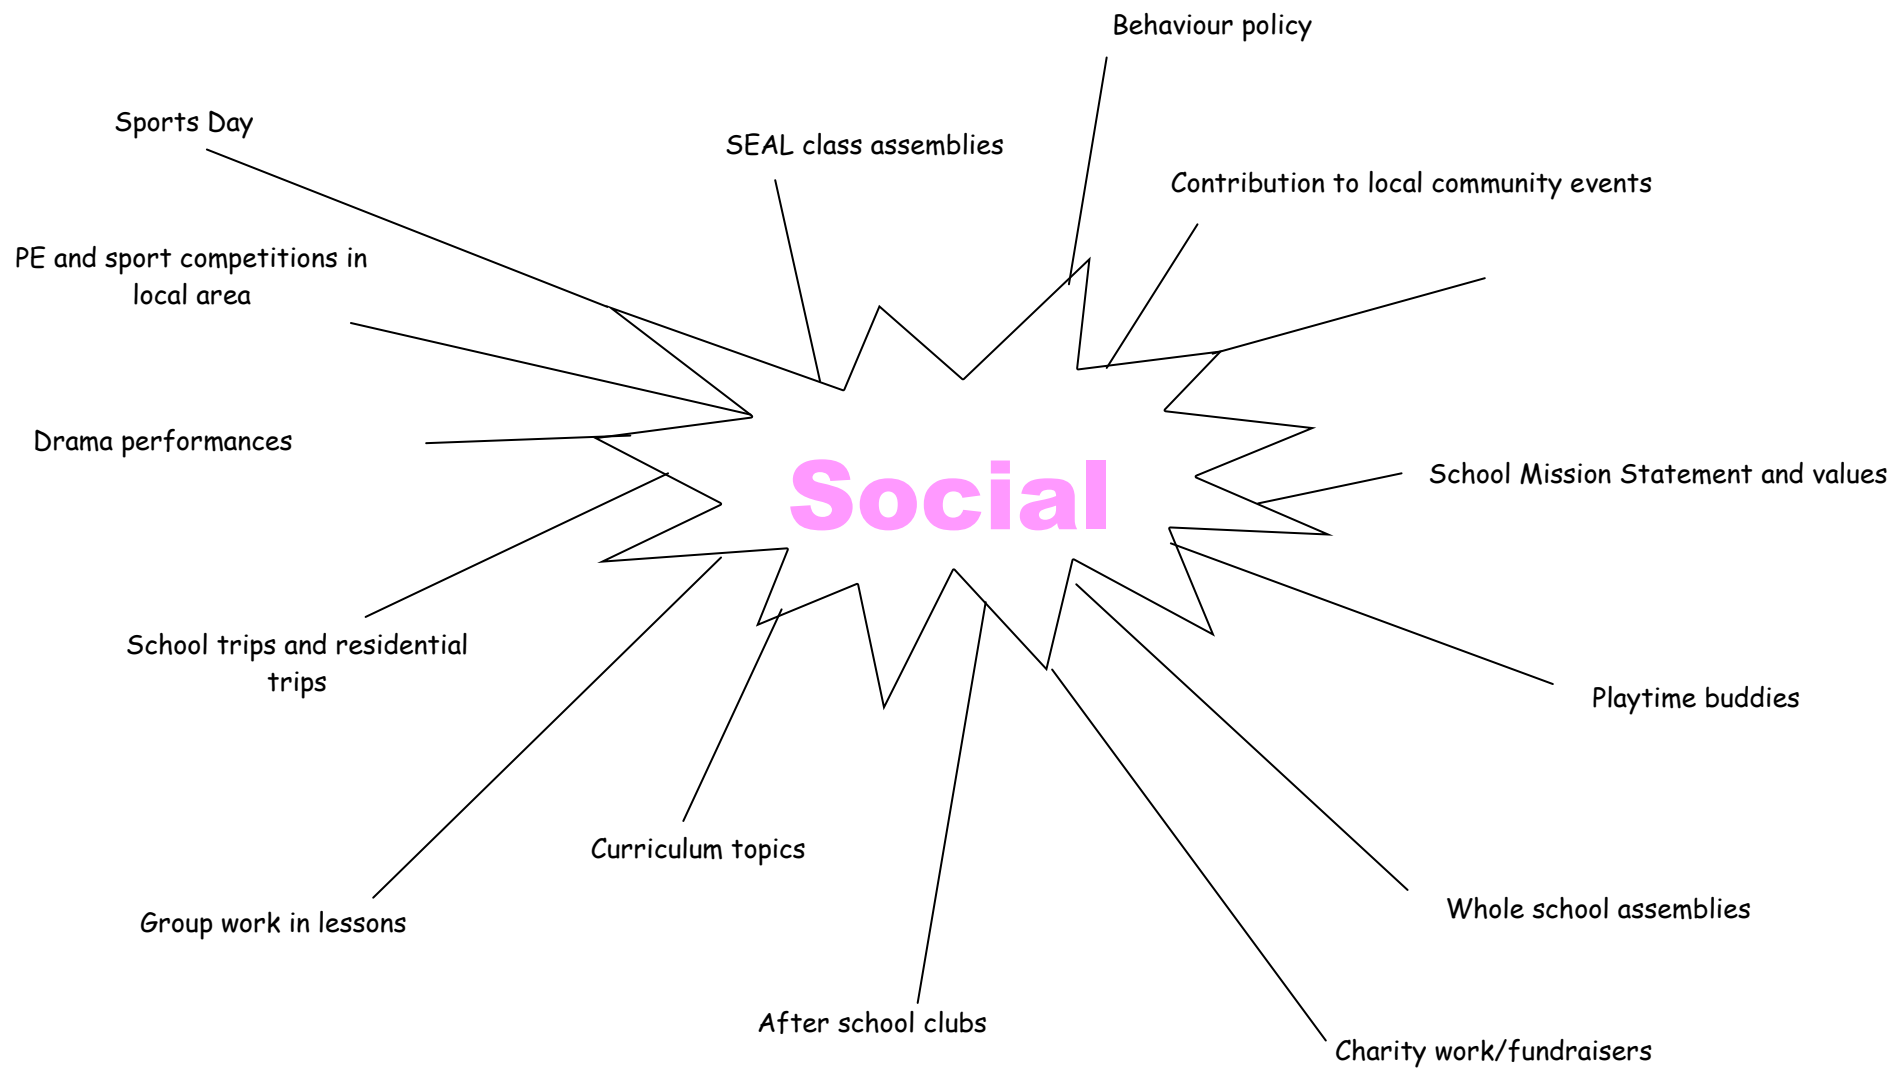 Behaviour policy
Sports Day
SEAL class assemblies
Contribution to local community events
PE and sport competitions in
local area
Drama performances
Social
School Mission Statement and values
School trips and residential
trips
Playtime buddies
Curriculum topics
Group work in lessons
Whole school assemblies
After school clubs
Charity work/fundraisers